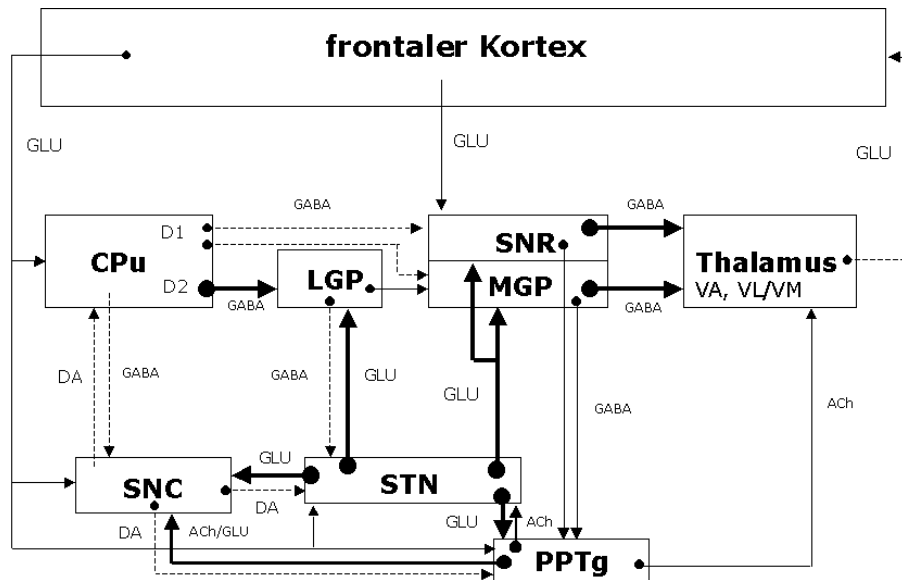 frontaler Kortex
GLU
GLU
GLU
GABA
GABA
D1
SNR
CPu
LGP
Thalamus
D2
MGP
VA, VL/VM
GABA
GABA
DA
GABA
GABA
GLU
GLU
GABA
ACh
GLU
SNC
STN
DA
DA
ACh/GLU
GLU
ACh
PPTg